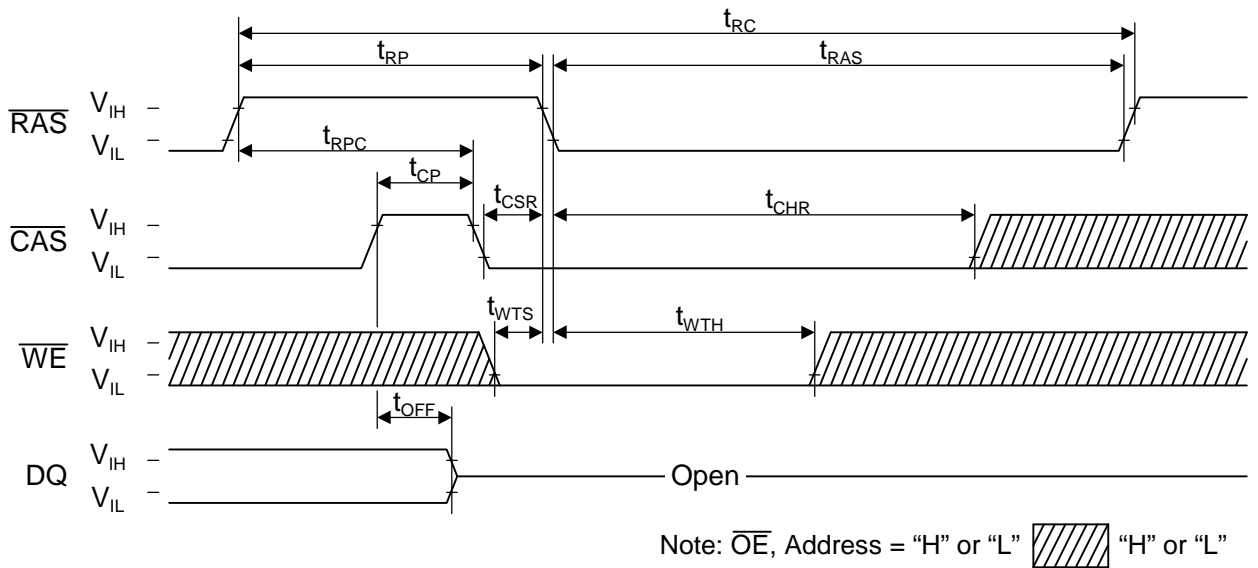 tRC
tRP
tRAS
RAS
VIH
VIL
tRPC
tCP
tCSR
tCHR
CAS
VIH
VIL
tWTS
tWTH
WE
VIH
VIL
tOFF
DQ
VIH
VIL
Open
Note: OE, Address = “H” or “L” “H” or “L”